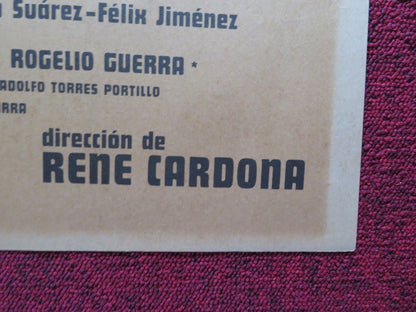 Suárez-Félix Jiménez
ROGELIO GUERRA *
ADOLFO TORRES PORTILLO
dirección de
RENE CARDONA